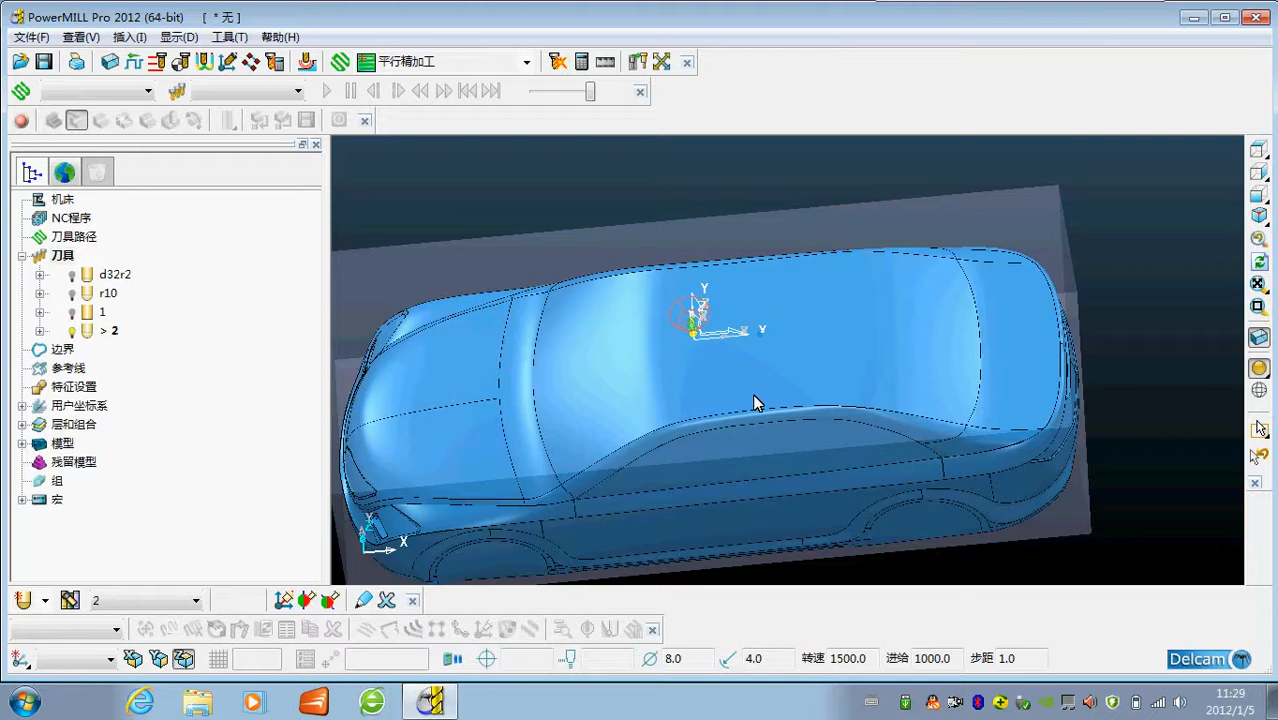 PowerMILL Pro 2012 (64-bit) [ * 无 ]
文件(F) 查看(V) 插入(I) 显示(D) 工具(T) 帮助(H)
平行精加工
机床
NC程序
刀具路径
刀具
d32r2
r10
1
> 2
边界
参考线
特征设置
用户坐标系
层和组合
模型
残留模型
组
宏
Y
Z
X Y
X
2
8.0 4.0 转速 1500.0 进给 1000.0 步距 1.0
Delcam
11:29
2012/1/5